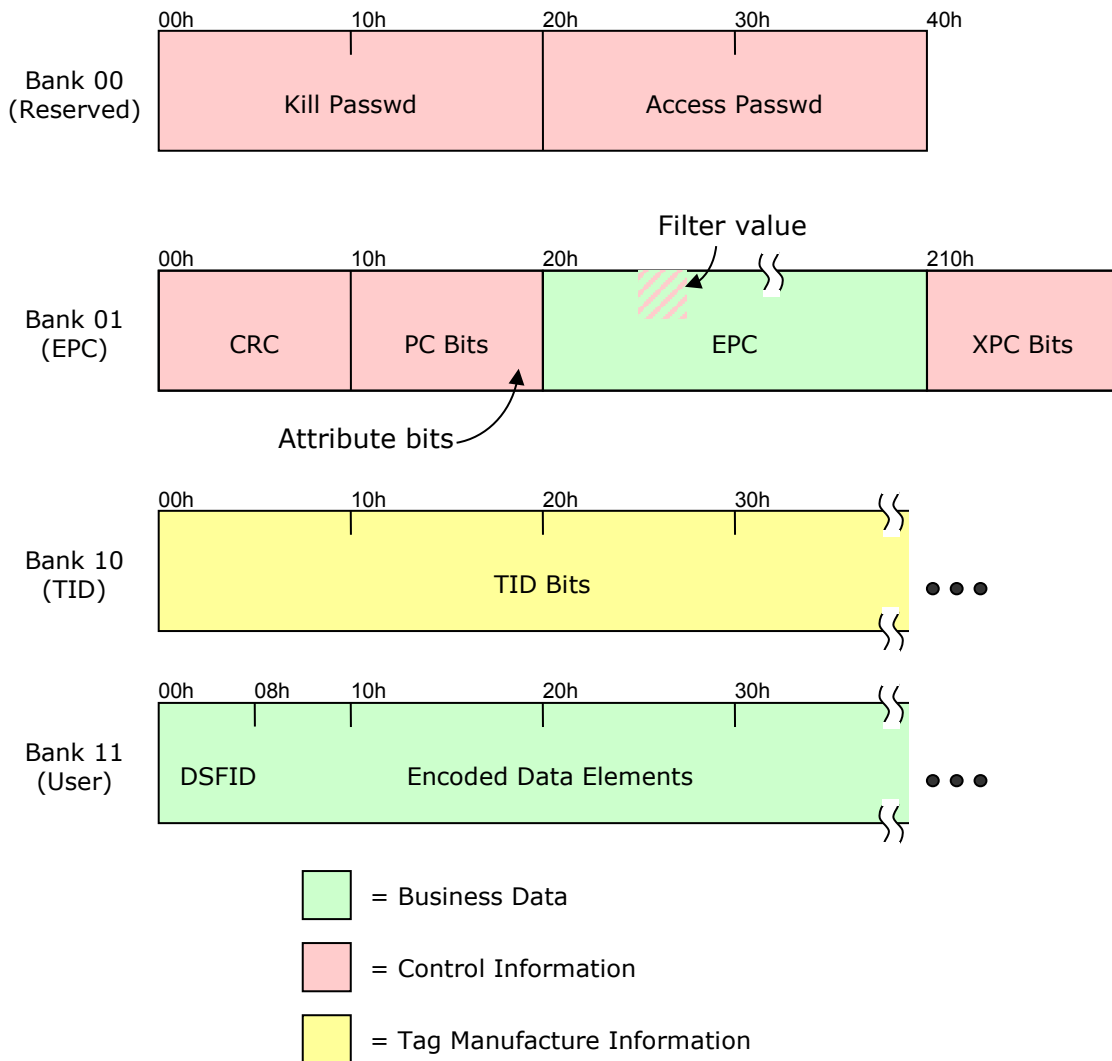 00h 10h 20h 30h 40h
Bank 00
(Reserved)
Kill Passwd Access Passwd
Filter value
00h 10h 20h 210h
Bank 01
(EPC)
CRC PC Bits EPC XPC Bits
Attribute bits
00h 10h 20h 30h
Bank 10
(TID)
TID Bits
00h 08h 10h 20h 30h
Bank 11
(User)
DSFID Encoded Data Elements
= Business Data
= Control Information
= Tag Manufacture Information